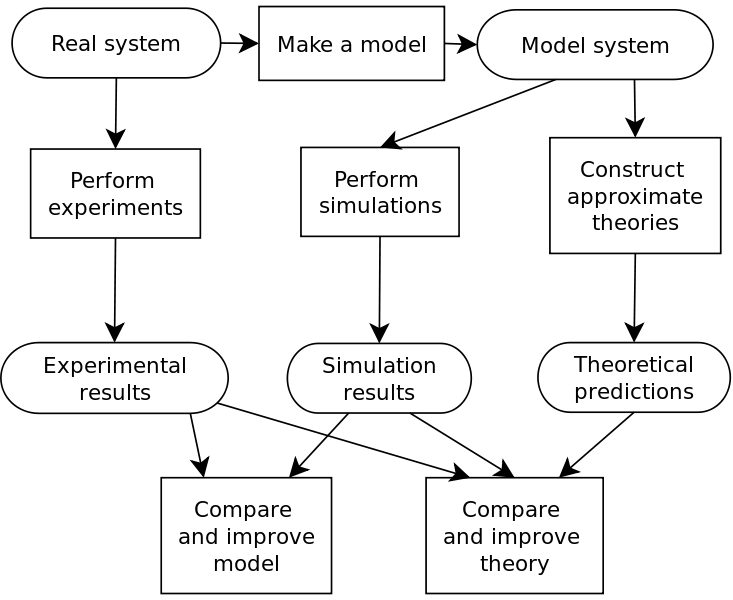 Real system
Make a model
Model system
Perform
experiments
Perform
simulations
Construct
approximate
theories
Experimental
results
Simulation
results
Theoretical
predictions
Compare
and improve
model
Compare
and improve
theory